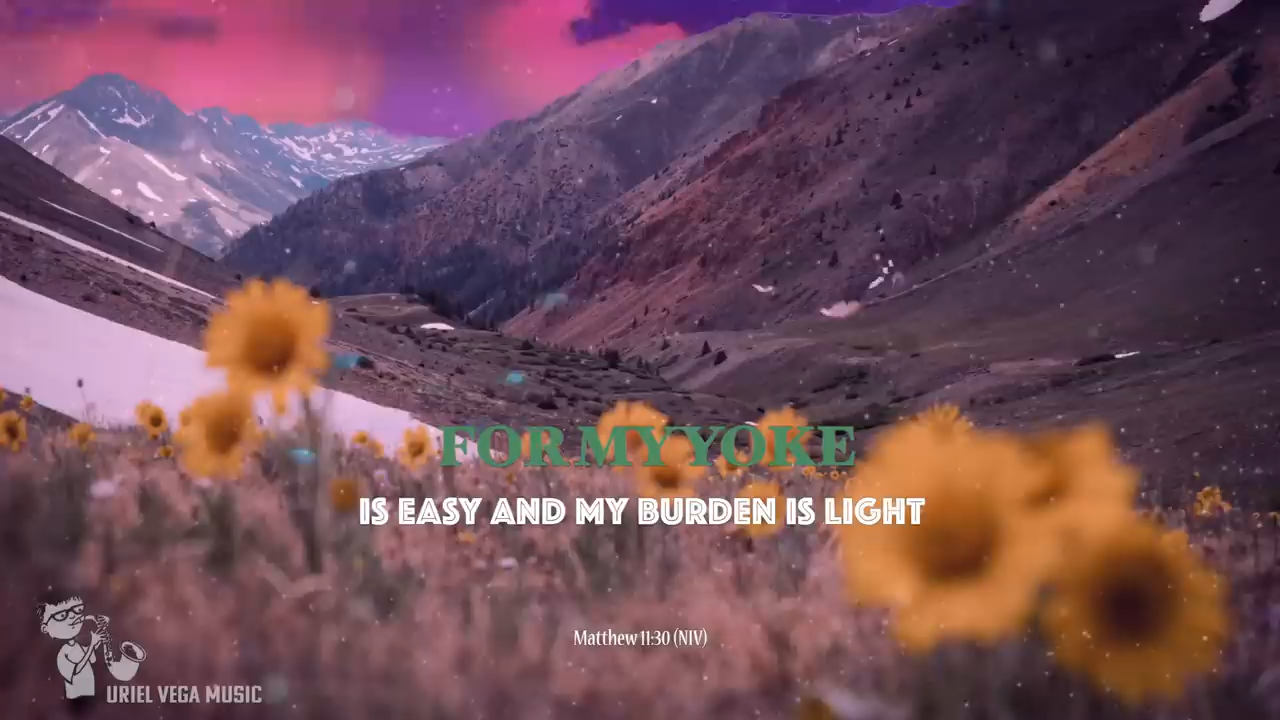 FOR MY YOKE
IS EASY AND MY BURDEN IS LIGHT
Matthew 11:30 (NIV)
URIEL VEGA MUSIC